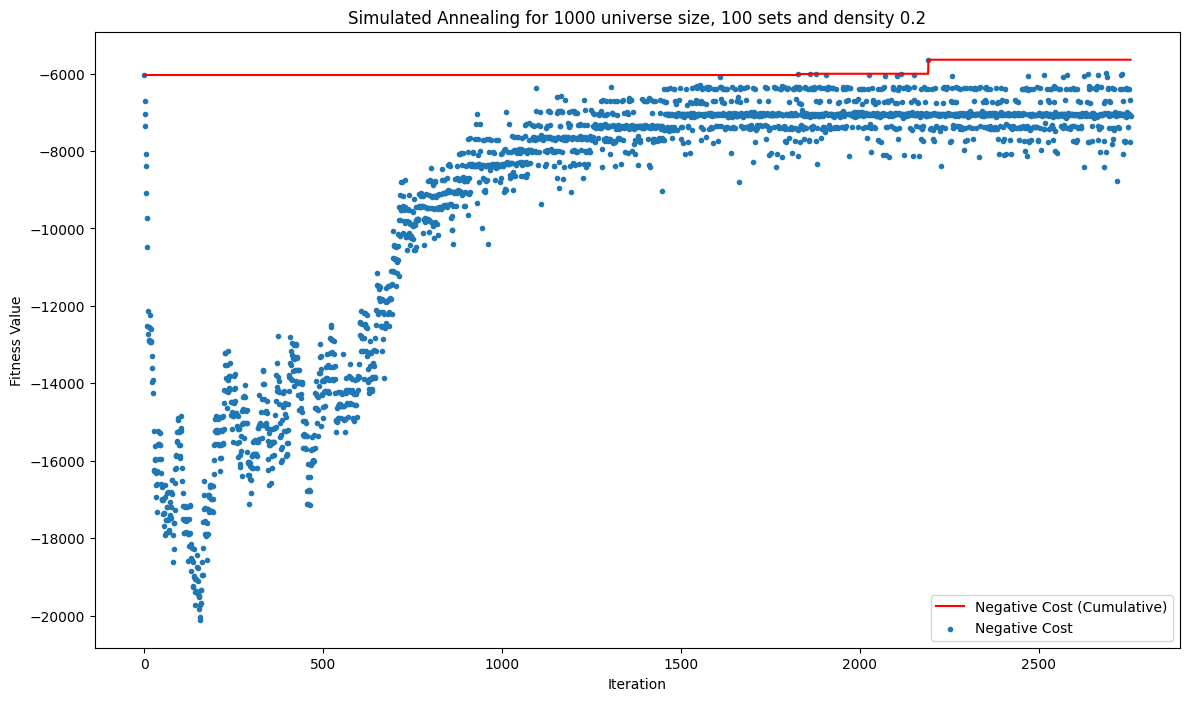 Simulated Annealing for 1000 universe size, 100 sets and density 0.2
−6000
−8000
−10000
−12000
−14000
−16000
−18000
−20000
Fitness Value
0
500
1000
1500
2000
2500
Iteration
Negative Cost (Cumulative)
Negative Cost